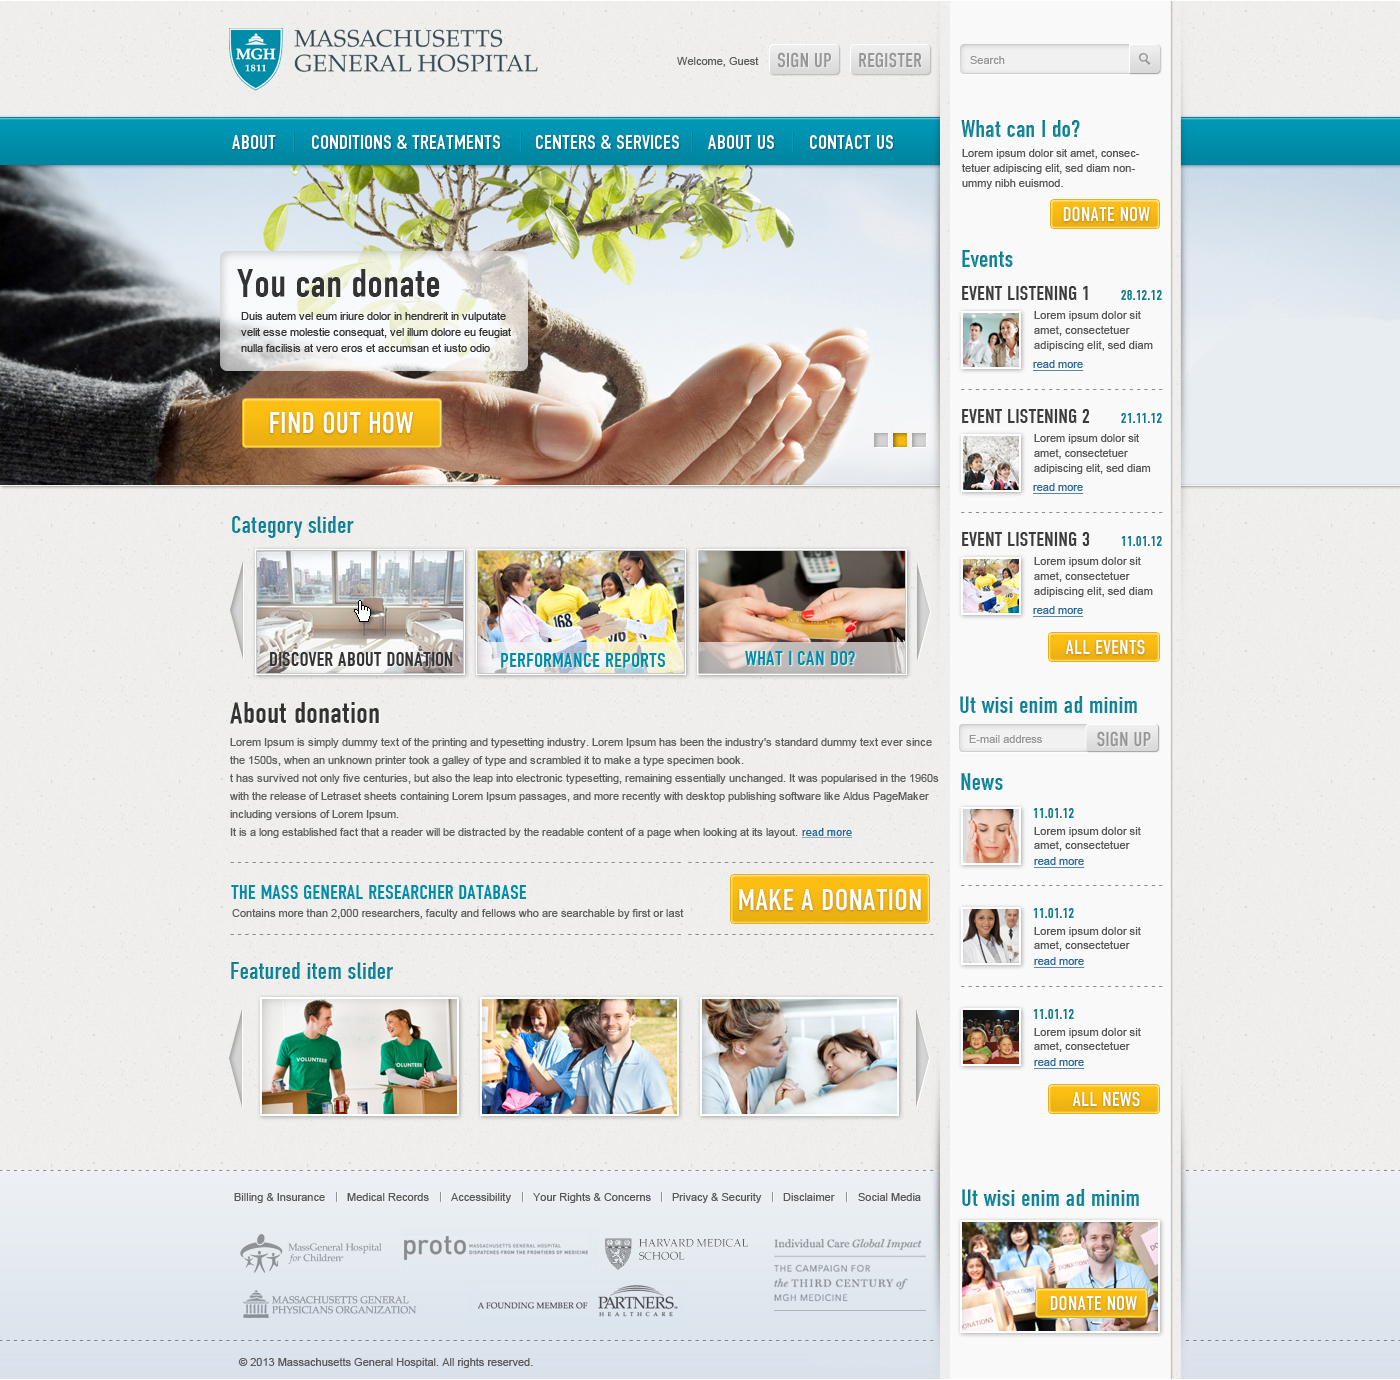 MGH
1811
MASSACHUSETTS
GENERAL HOSPITAL
Welcome, Guest
SIGN UP
REGISTER
Search
ABOUT
CONDITIONS & TREATMENTS
CENTERS & SERVICES
ABOUT US
CONTACT US
You can donate
Duis autem vel eum iriure dolor in hendrerit in vulputate
velit esse molestie consequat, vel illum dolore eu feugiat
nulla facilisis at vero eros et accumsan et iusto odio
FIND OUT HOW
Category slider
DISCOVER ABOUT DONATION
168
PERFORMANCE REPORTS
WHAT I CAN DO?
About donation
Lorem Ipsum is simply dummy text of the printing and typesetting industry. Lorem Ipsum has been the industry's standard dummy text ever since
the 1500s, when an unknown printer took a galley of type and scrambled it to make a type specimen book.
t has survived not only five centuries, but also the leap into electronic typesetting, remaining essentially unchanged. It was popularised in the 1960s
with the release of Letraset sheets containing Lorem Ipsum passages, and more recently with desktop publishing software like Aldus PageMaker
including versions of Lorem Ipsum.
It is a long established fact that a reader will be distracted by the readable content of a page when looking at its layout. read more
THE MASS GENERAL RESEARCHER DATABASE
Contains more than 2,000 researchers, faculty and fellows who are searchable by first or last
MAKE A DONATION
Featured item slider
VOLUNTEER
VOLUNTEER
What can I do?
Lorem ipsum dolor sit amet, consec-
tetuer adipiscing elit, sed diam non-
ummy nibh euismod.
DONATE NOW
Events
EVENT LISTENING 1
28.12.12
Lorem ipsum dolor sit
amet, consectetuer
adipiscing elit, sed diam
read more
EVENT LISTENING 2
21.11.12
Lorem ipsum dolor sit
amet, consectetuer
adipiscing elit, sed diam
read more
EVENT LISTENING 3
11.01.12
Lorem ipsum dolor sit
amet, consectetuer
adipiscing elit, sed diam
read more
ALL EVENTS
Ut wisi enim ad minim
E-mail address
SIGN UP
News
11.01.12
Lorem ipsum dolor sit
amet, consectetuer
read more
11.01.12
Lorem ipsum dolor sit
amet, consectetuer
read more
11.01.12
Lorem ipsum dolor sit
amet, consectetuer
read more
ALL NEWS
Ut wisi enim ad minim
DONATIONS
DONATE NOW
Billing & Insurance
Medical Records
Accessibility
Your Rights & Concerns
Privacy & Security
Disclaimer
Social Media
MassGeneral Hospital
for Children
proto
MASSACHUSETTS GENERAL HOSPITAL
DISPATCHES FROM THE FRONTIERS OF MEDICINE
HARVARD MEDICAL
SCHOOL
Individual Care Global Impact
THE CAMPAIGN FOR
the THIRD CENTURY of
MGH MEDICINE
MASSACHUSETTS GENERAL
PHYSICIANS ORGANIZATION
A FOUNDING MEMBER OF
PARTNERS
HEALTHCARE
© 2013 Massachusetts General Hospital. All rights reserved.